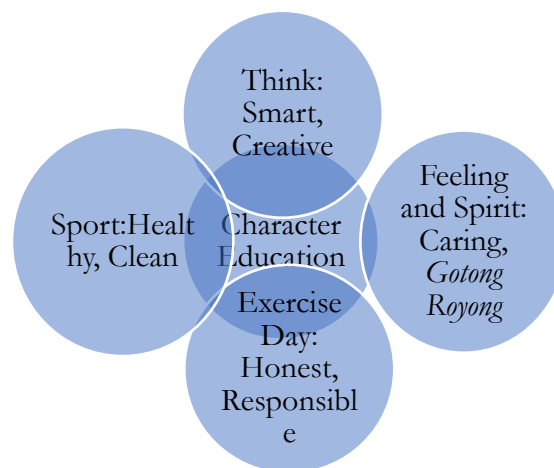 Think:
Smart,
Creative
Sport:Healt
hy, Clean
Character
Education
Feeling
and Spirit:
Caring,
Gotong
Royong
Exercise
Day:
Honest,
Responsibl
e